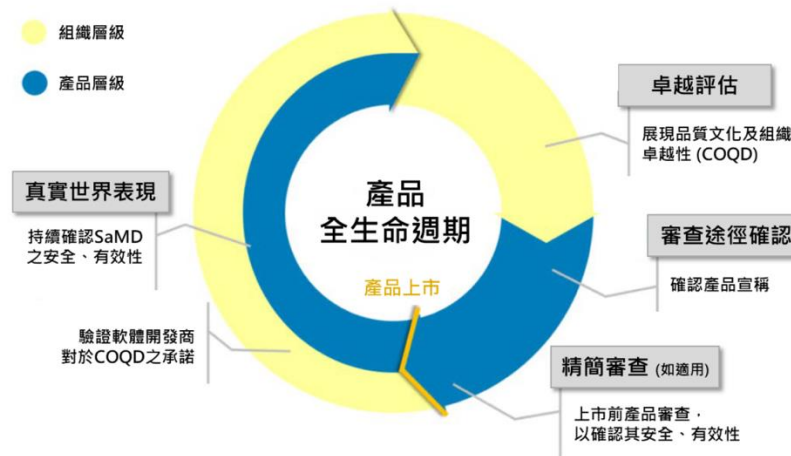 組織層級
產品層級
卓越評估
展現品質文化及組織
卓越性 (COQD)
審查途徑確認
確認產品宣稱
精簡審查 (如適用)
上市前產品審查，
以確認其安全、有效性
產品
全生命週期
產品上市
真實世界表現
持續確認SaMD
之安全、有效性
驗證軟體開發商
對於COQD之承諾